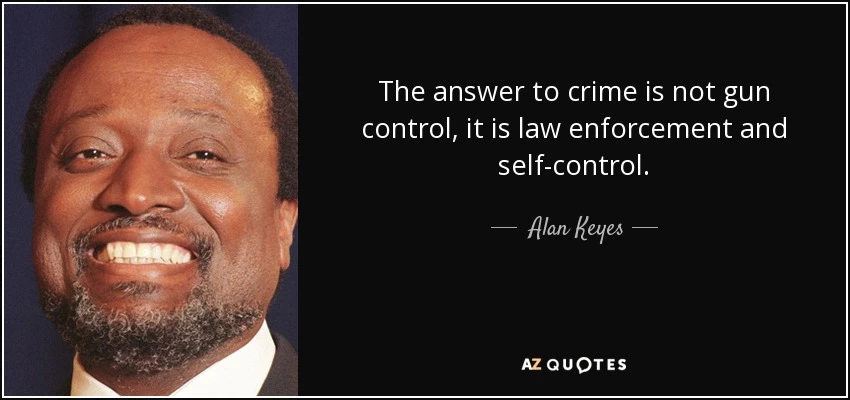 The answer to crime is not gun
control, it is law enforcement and
self-control.
Alan Keyes
AZ QUOTES